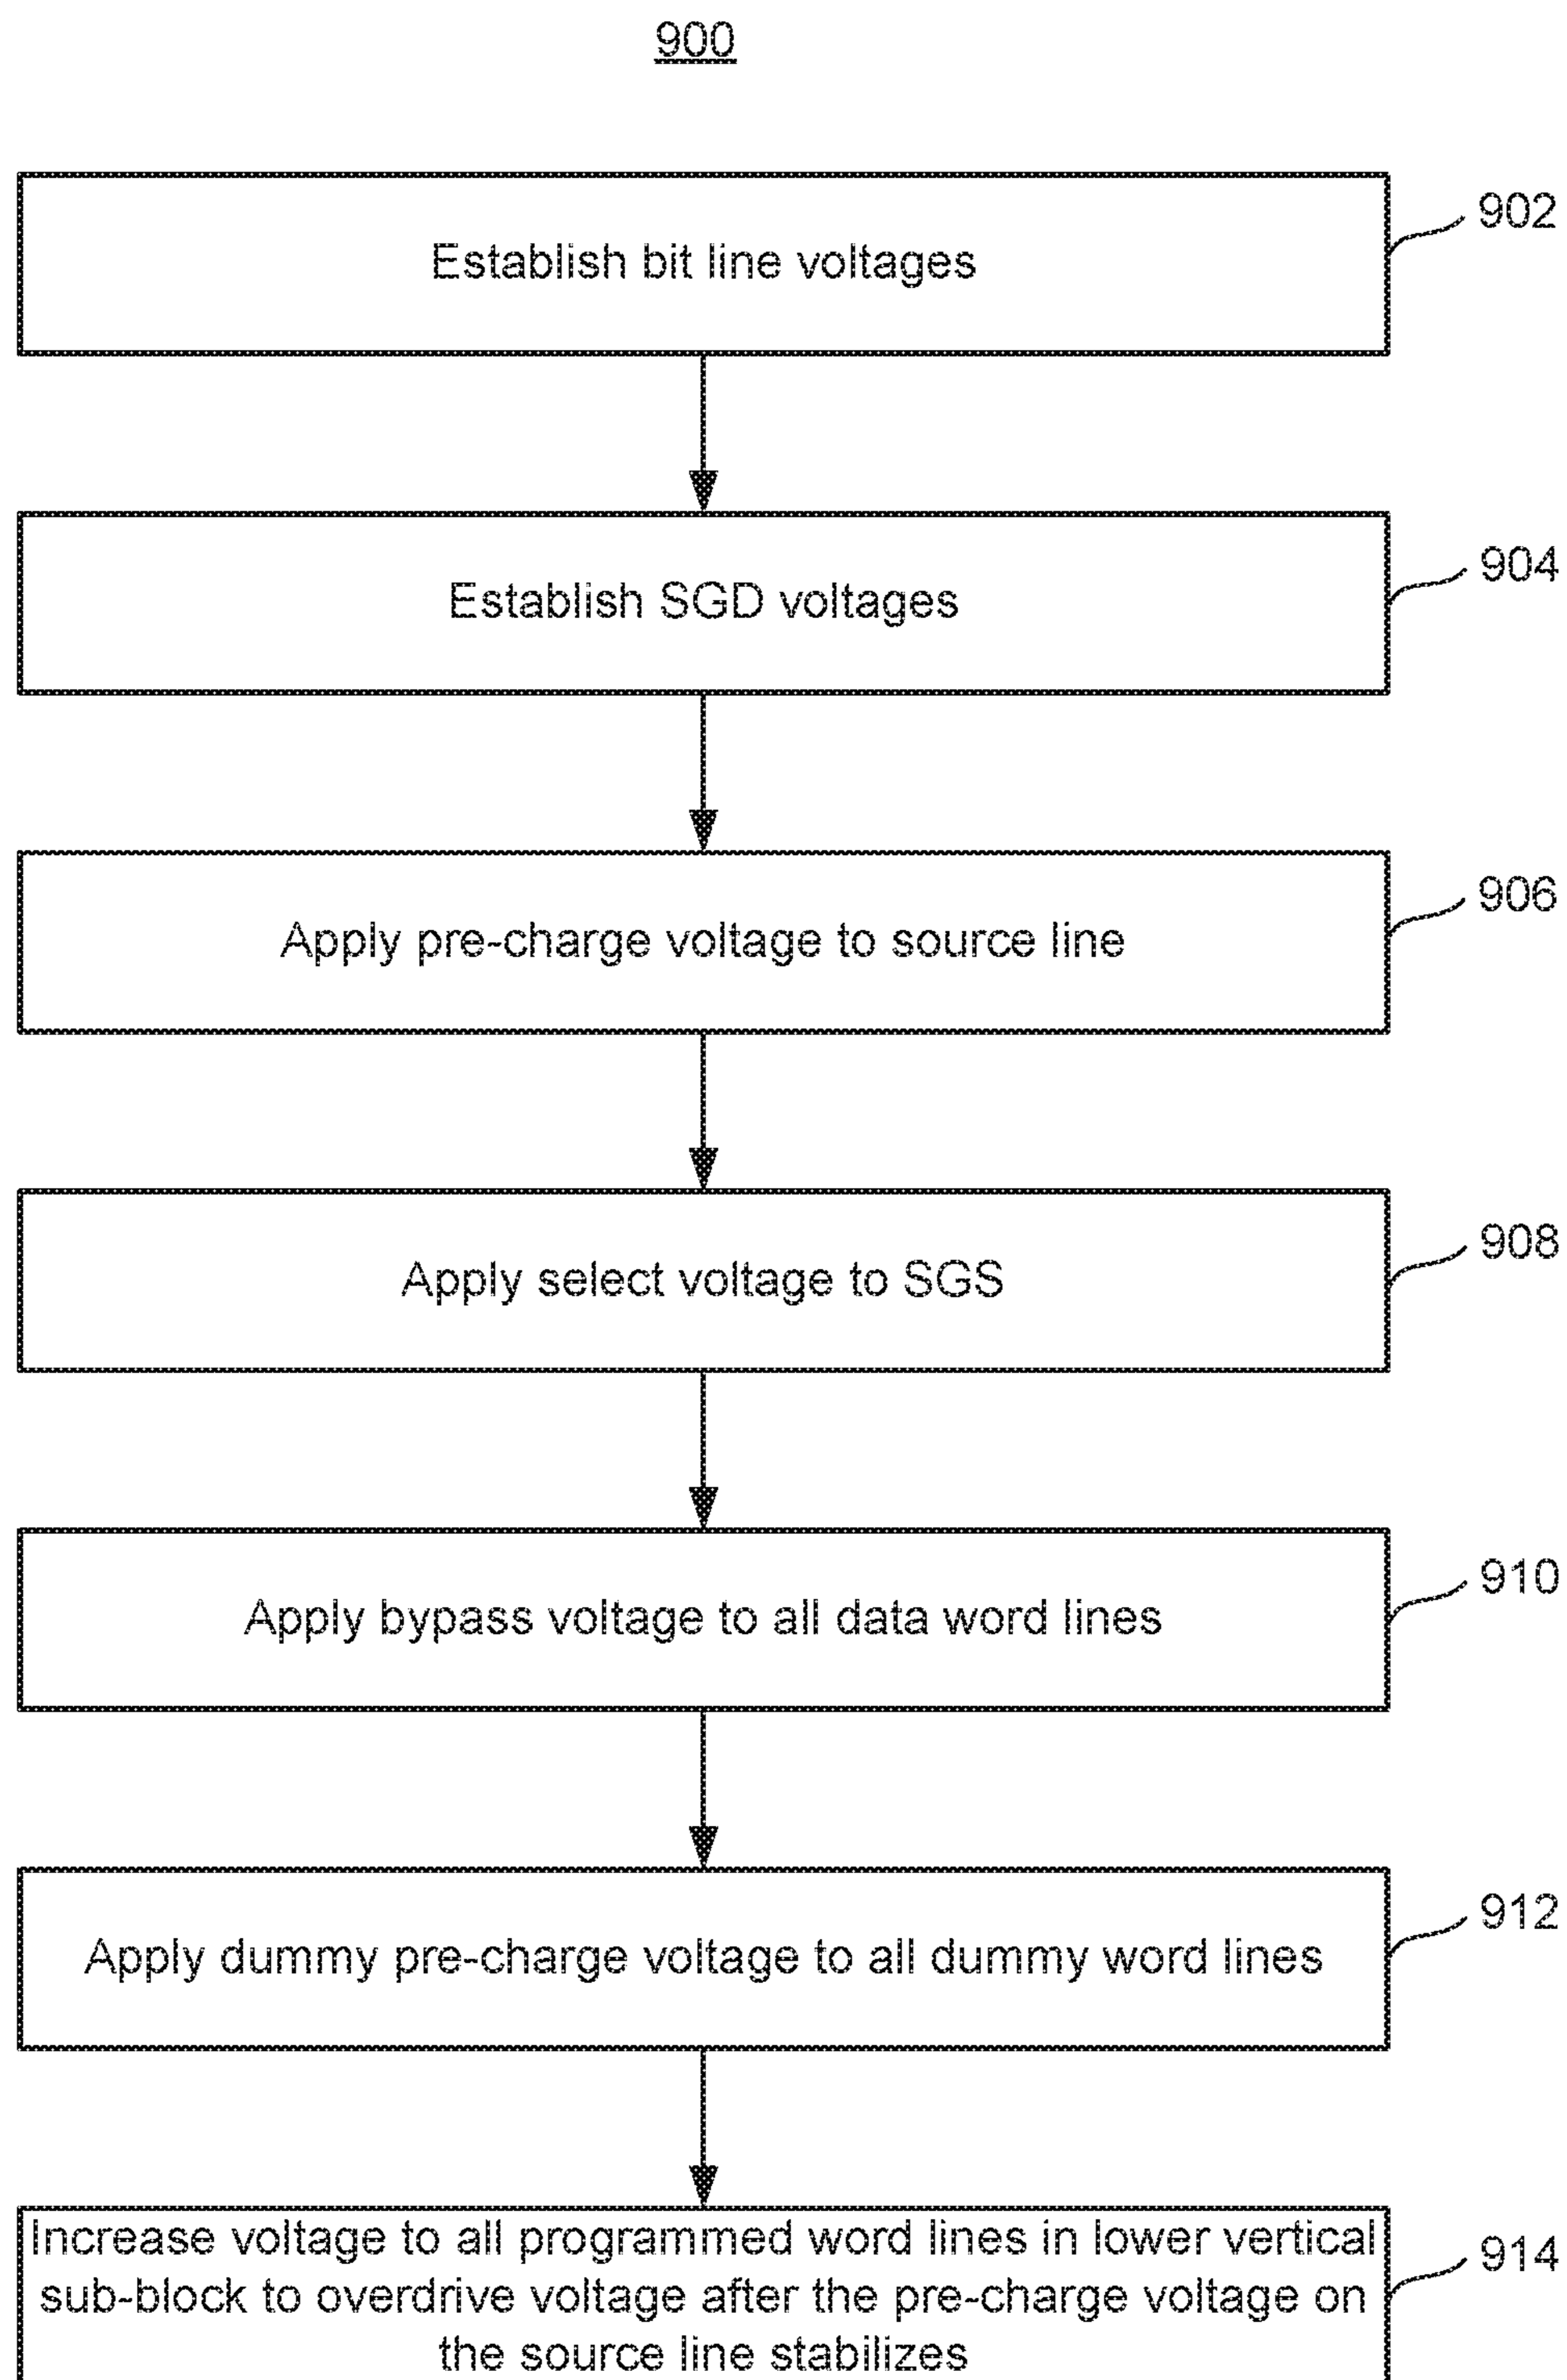 900
Establish bit line voltages
902
Establish SGD voltages
904
Apply pre-charge voltage to source line
906
Apply select voltage to SGS
908
Apply bypass voltage to all data word lines
910
Apply dummy pre-charge voltage to all dummy word lines
912
Increase voltage to all programmed word lines in lower vertical
sub-block to overdrive voltage after the pre-charge voltage on
the source line stabilizes
914